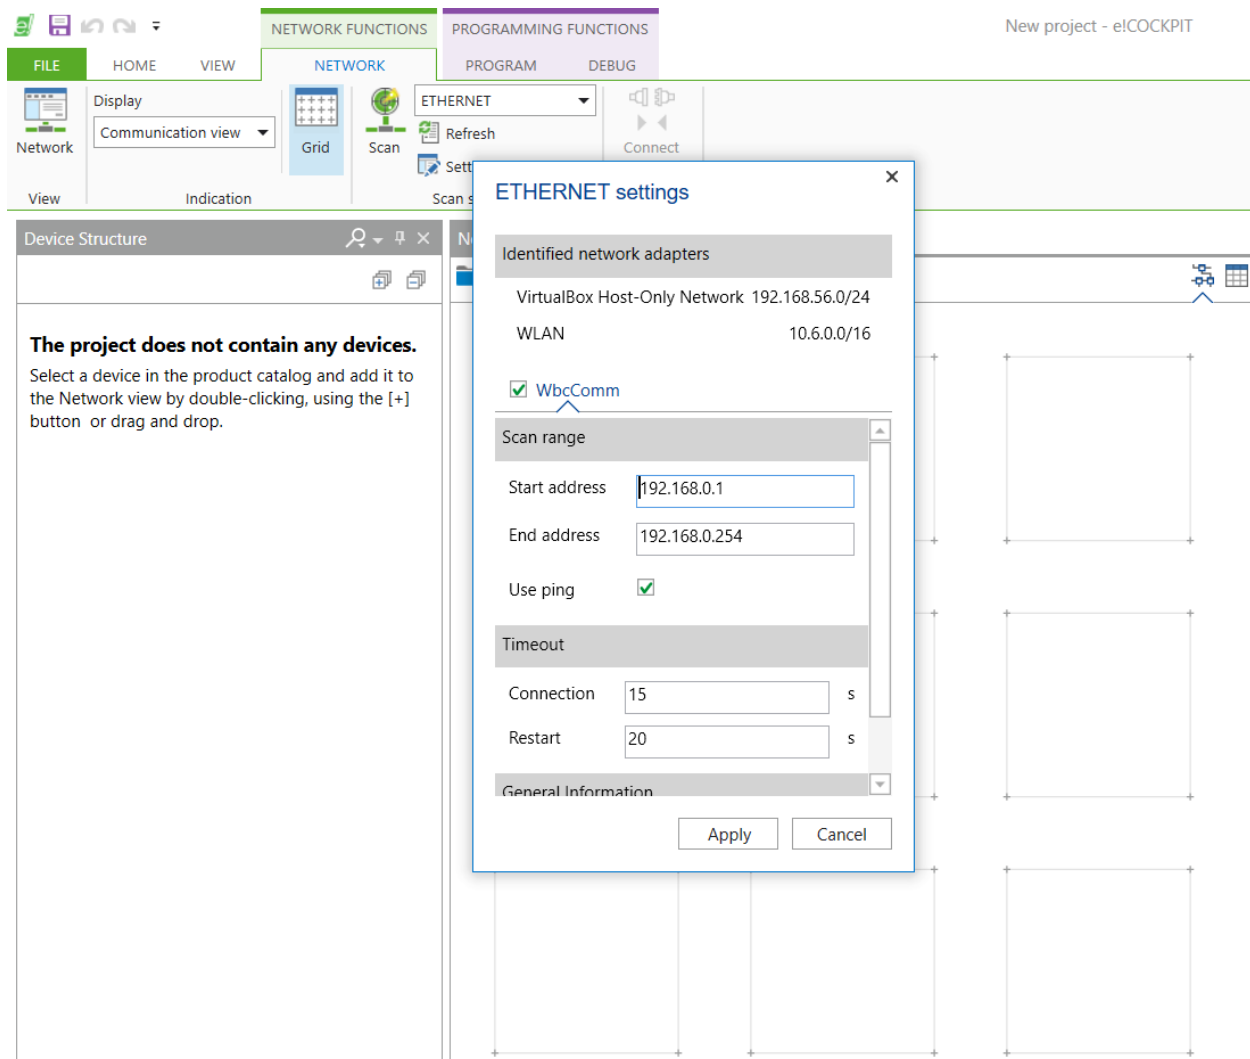 NETWORK FUNCTIONS
PROGRAMMING FUNCTIONS
New project - e!COCKPIT
FILE
HOME
VIEW
NETWORK
PROGRAM
DEBUG
Display
Communication view
Network
View
Indication
Grid
Scan
ETHERNET
Refresh
Sett
Scan s
Connect
Device Structure
The project does not contain any devices.
Select a device in the product catalog and add it to
the Network view by double-clicking, using the [+]
button or drag and drop.
ETHERNET settings
Identified network adapters
VirtualBox Host-Only Network 192.168.56.0/24
WLAN 10.6.0.0/16
WbcComm
Scan range
Start address 192.168.0.1
End address 192.168.0.254
Use ping
Timeout
Connection 15 s
Restart 20 s
General Information
Apply
Cancel